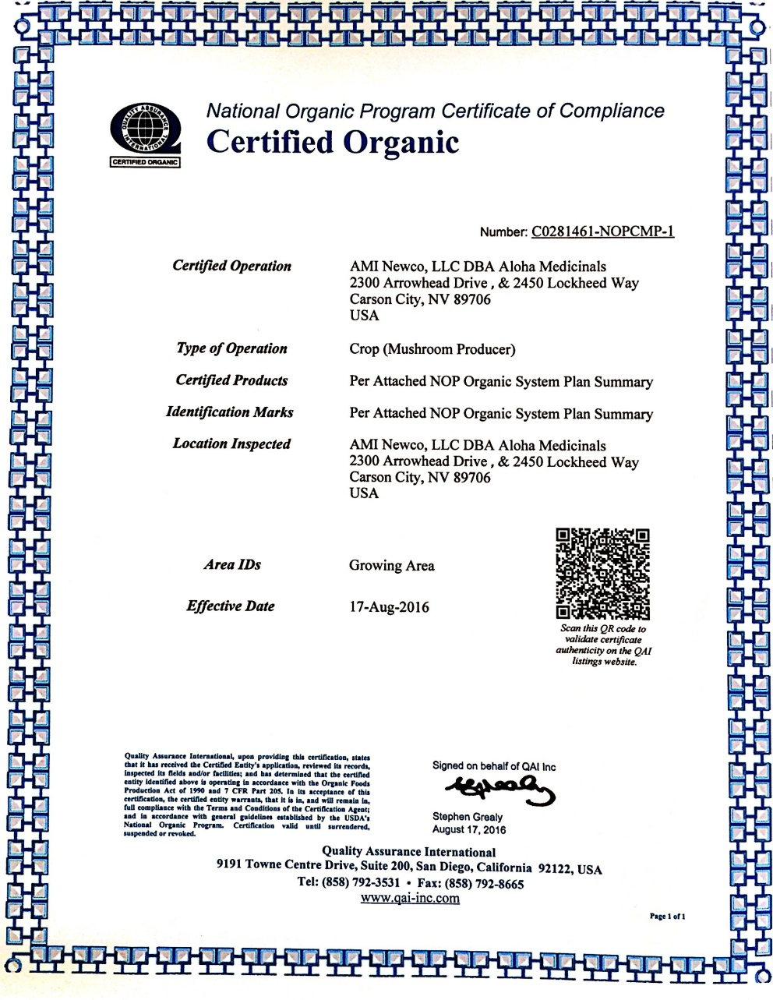 QUALITY ASSURANCE
INTERNATIONAL
CERTIFIED ORGANIC
National Organic Program Certificate of Compliance
Certified Organic
Number: C0281461-NOPCMP-1
Certified Operation
AMI Newco, LLC DBA Aloha Medicinals
2300 Arrowhead Drive , & 2450 Lockheed Way
Carson City, NV 89706
USA
Type of Operation
Crop (Mushroom Producer)
Certified Products
Per Attached NOP Organic System Plan Summary
Identification Marks
Per Attached NOP Organic System Plan Summary
Location Inspected
AMI Newco, LLC DBA Aloha Medicinals
2300 Arrowhead Drive , & 2450 Lockheed Way
Carson City, NV 89706
USA
Area IDs
Growing Area
Effective Date
17-Aug-2016
Scan this QR code to
validate certificate
authenticity on the QAI
listings website.
Quality Assurance International, upon providing this certification, states
that it has received the Certified Entity's application, reviewed its records,
inspected its fields and/or facilities; and has determined that the certified
entity identified above is operating in accordance with the Organic Foods
Production Act of 1990 and 7 CFR Part 205. In its acceptance of this
certification, the certified entity warrants, that it is in, and will remain in,
full compliance with the Terms and Conditions of the Certification Agent;
and in accordance with general guidelines established by the USDA's
National Organic Program. Certification valid until surrendered,
suspended or revoked.
Signed on behalf of QAI Inc
Stephen Grealy
August 17, 2016
Quality Assurance International
9191 Towne Centre Drive, Suite 200, San Diego, California 92122, USA
Tel: (858) 792-3531 • Fax: (858) 792-8665
www.qai-inc.com
Page 1 of 1